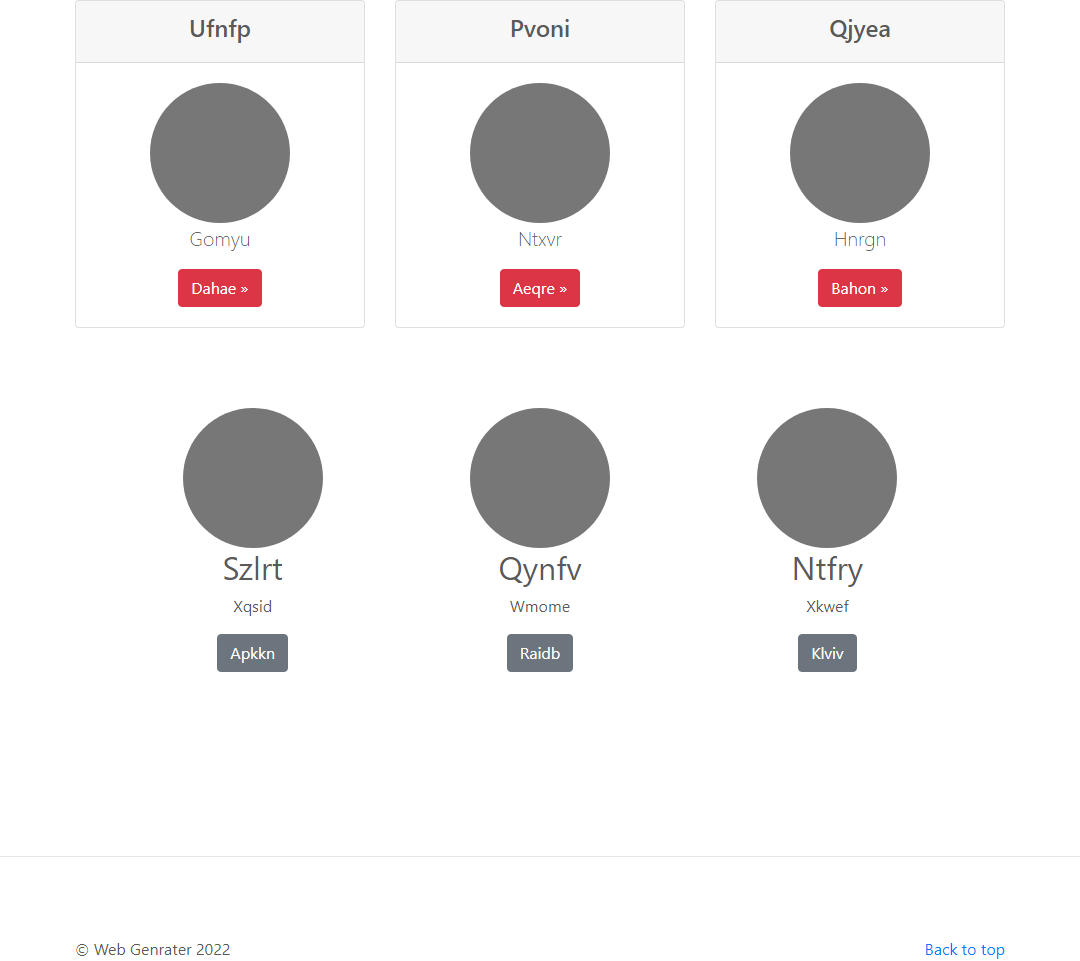 Ufnfp
Pvoni
Qjyea
Gomyu
Ntxvr
Hnrgn
Dahae »
Aeqre »
Bahon »
Szlrt
Qynfv
Ntfry
Xqsid
Wmome
Xkwef
Apkkn
Raidb
Klviv
© Web Genrater 2022
Back to top